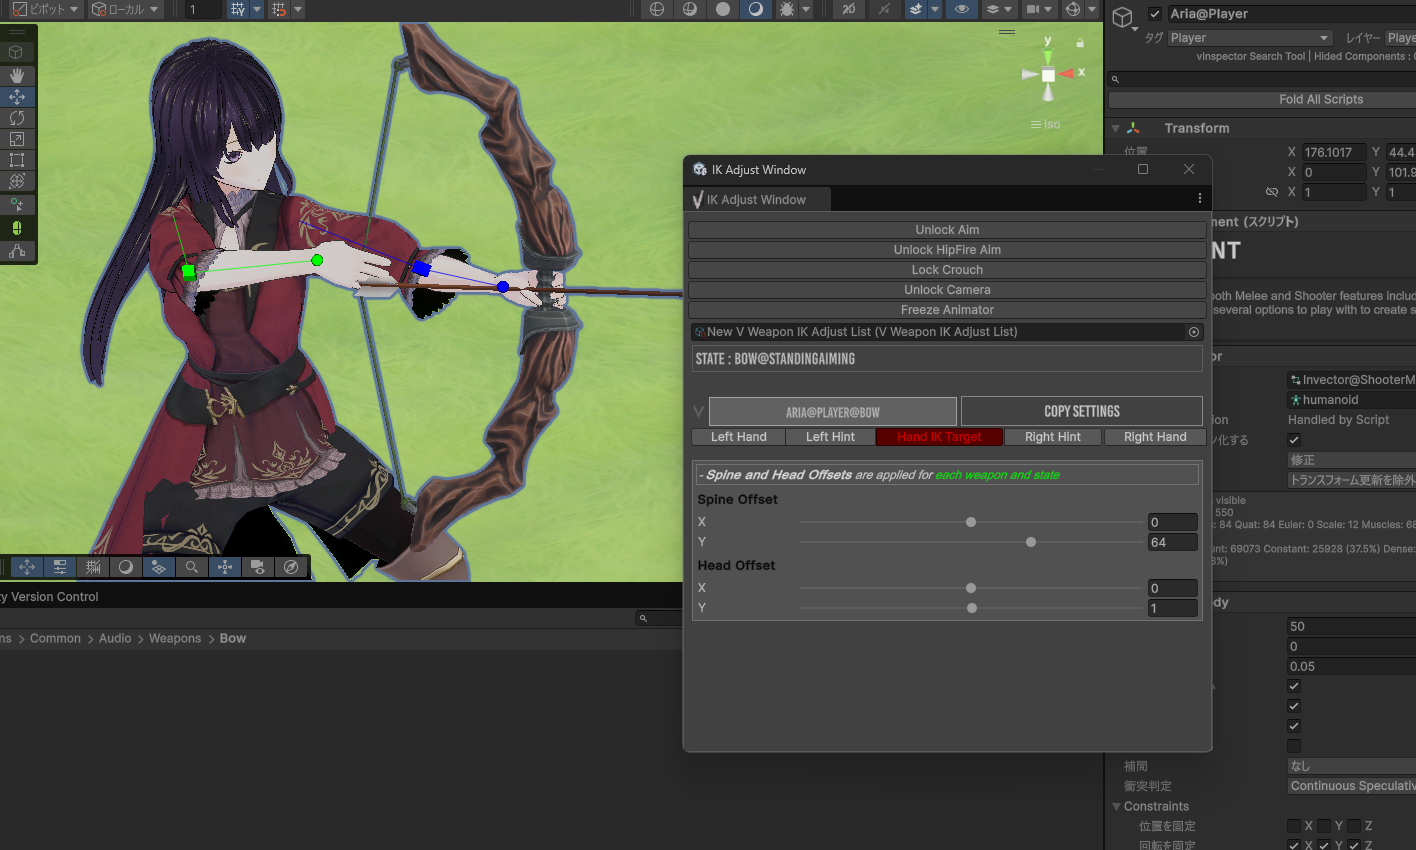 ピボット
ローカル
1
2D
Aria@Player
タグ Player レイヤー Playe
vInspector Search Tool | Hided Components :
Fold All Scripts
Transform
位置 X 176.1017 Y 44.4
X 0 Y 101.9
X 1 Y 1
y
x
Iso
IK Adjust Window
IK Adjust Window
Unlock Aim
Unlock HipFire Aim
Lock Crouch
Unlock Camera
Freeze Animator
New V Weapon IK Adjust List (V Weapon IK Adjust List)
STATE : BOW@STANDINGAIMING
ARIA@PLAYER@BOW
COPY SETTINGS
Left Hand
Left Hint
Hand IK Target
Right Hint
Right Hand
- Spine and Head Offsets are applied for each weapon and state
Spine Offset
X 0
Y 64
Head Offset
X 0
Y 1
ment (スクリプト)
NT
ooth Melee and Shooter features includ
several options to play with to create s
or
Invector@ShooterM
humanoid
ion Handled by Script
ン化する
修正
トランスフォーム更新を除外
visible
550
s: 84 Quat: 84 Euler: 0 Scale: 12 Muscles: 68
unt: 69073 Constant: 25928 (37.5%) Dense:
%)
dy
50
0
0.05
補間 なし
衝突判定 Continuous Speculativ
Constraints
位置を固定 X Y Z
回転を固定 X Y Z
ty Version Control
ns > Common > Audio > Weapons > Bow